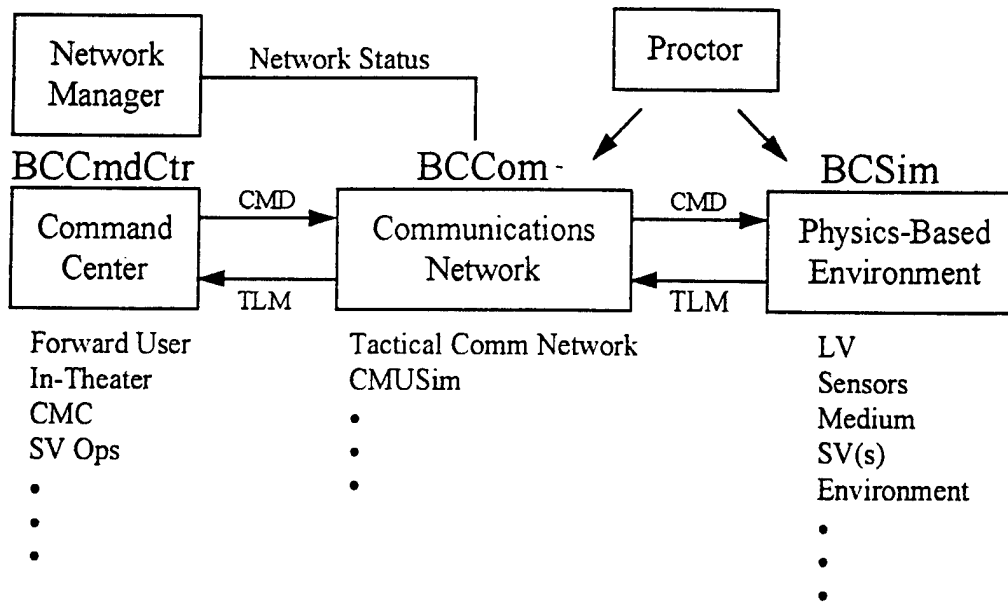 Network
Manager
Network Status
Proctor
BCCmdCtr
BCCom
BCSim
Command
Center
CMD
TLM
Communications
Network
CMD
TLM
Physics-Based
Environment
Forward User
In-Theater
CMC
SV Ops
Tactical Comm Network
CMUSim
LV
Sensors
Medium
SV(s)
Environment